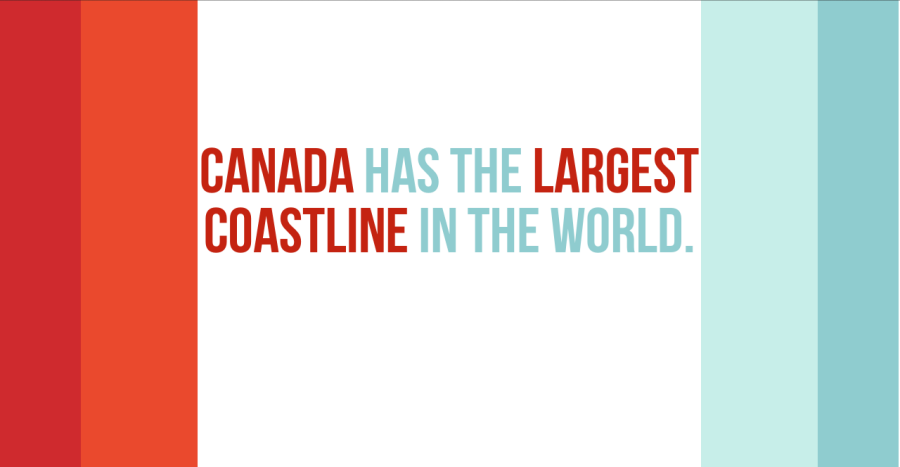 CANADA HAS THE LARGEST
COASTLINE IN THE WORLD.